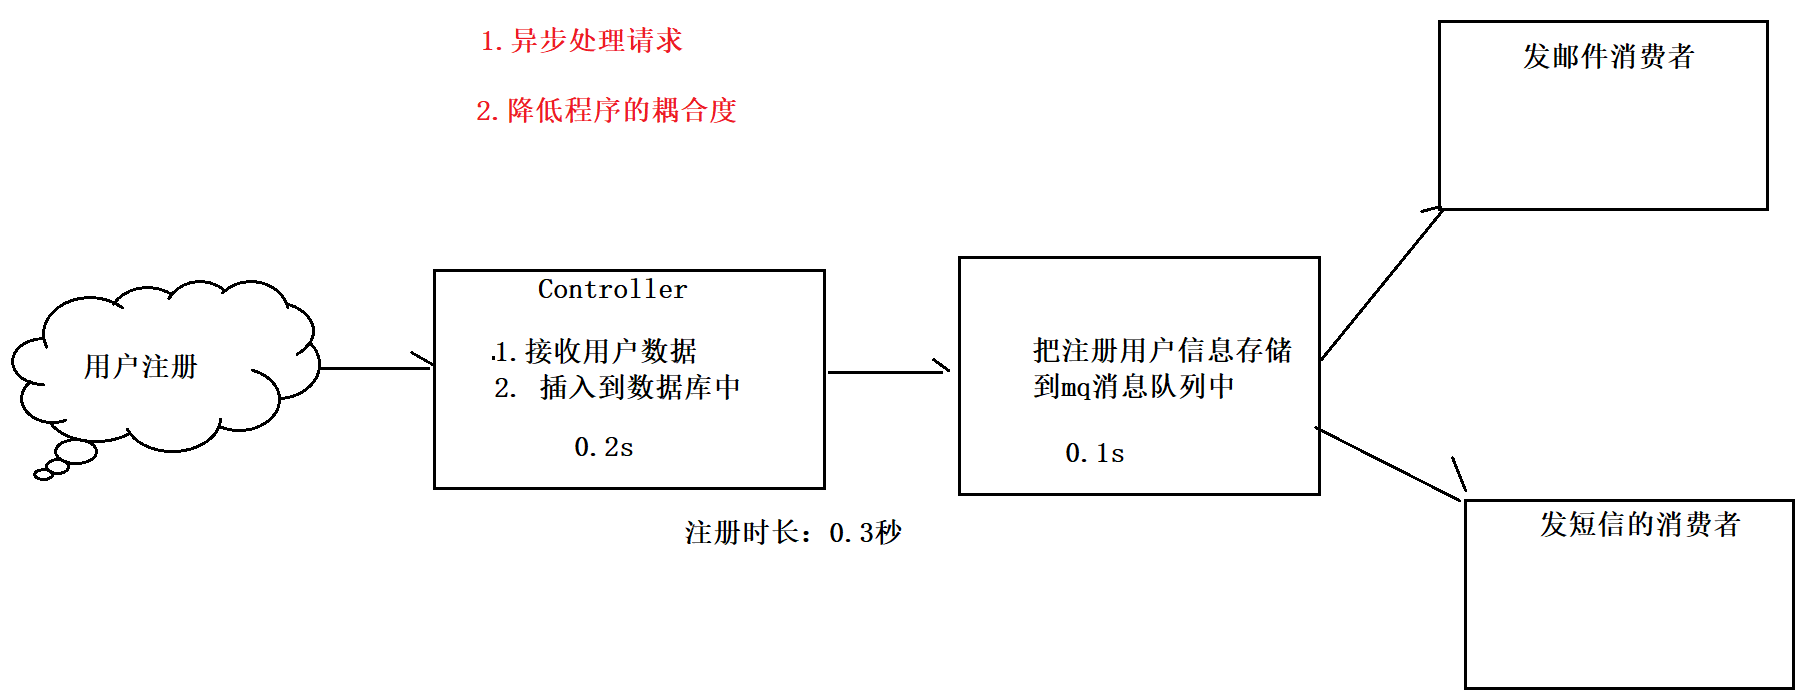 1.异步处理请求
2.降低程序的耦合度
发邮件消费者
用户注册
Controller
1.接收用户数据
2. 插入到数据库中
0.2s
把注册用户信息存储
到mq消息队列中
0.1s
注册时长：0.3秒
发短信的消费者